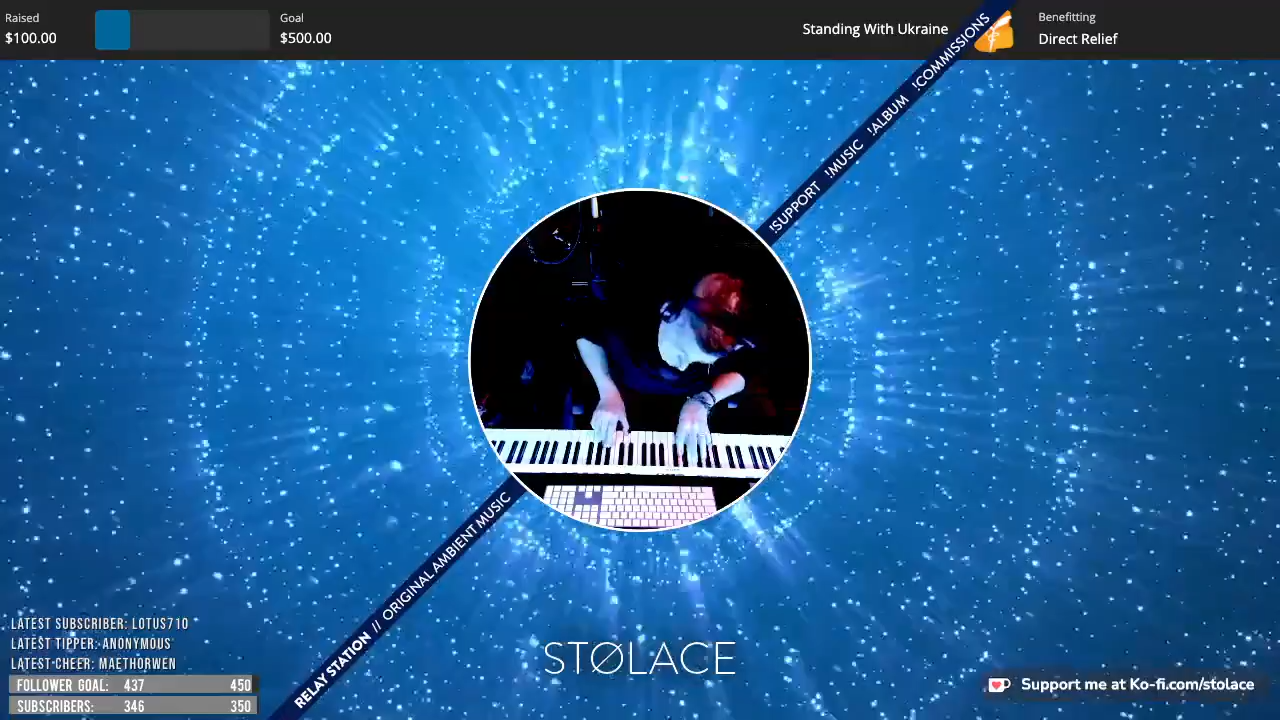 Raised
$100.00
Goal
$500.00
Standing With Ukraine
Benefitting
Direct Relief
!SUPPORT !MUSIC !ALBUM !COMMISSIONS
RELAY STATION // ORIGINAL AMBIENT MUSIC
STØLACE
LATEST SUBSCRIBER: LOTUS710
LATEST TIPPER: ANONYMOUS
LATEST CHEER: MAETHORWEN
FOLLOWER GOAL: 437 450
SUBSCRIBERS: 346 350
Support me at Ko-fi.com/stolace